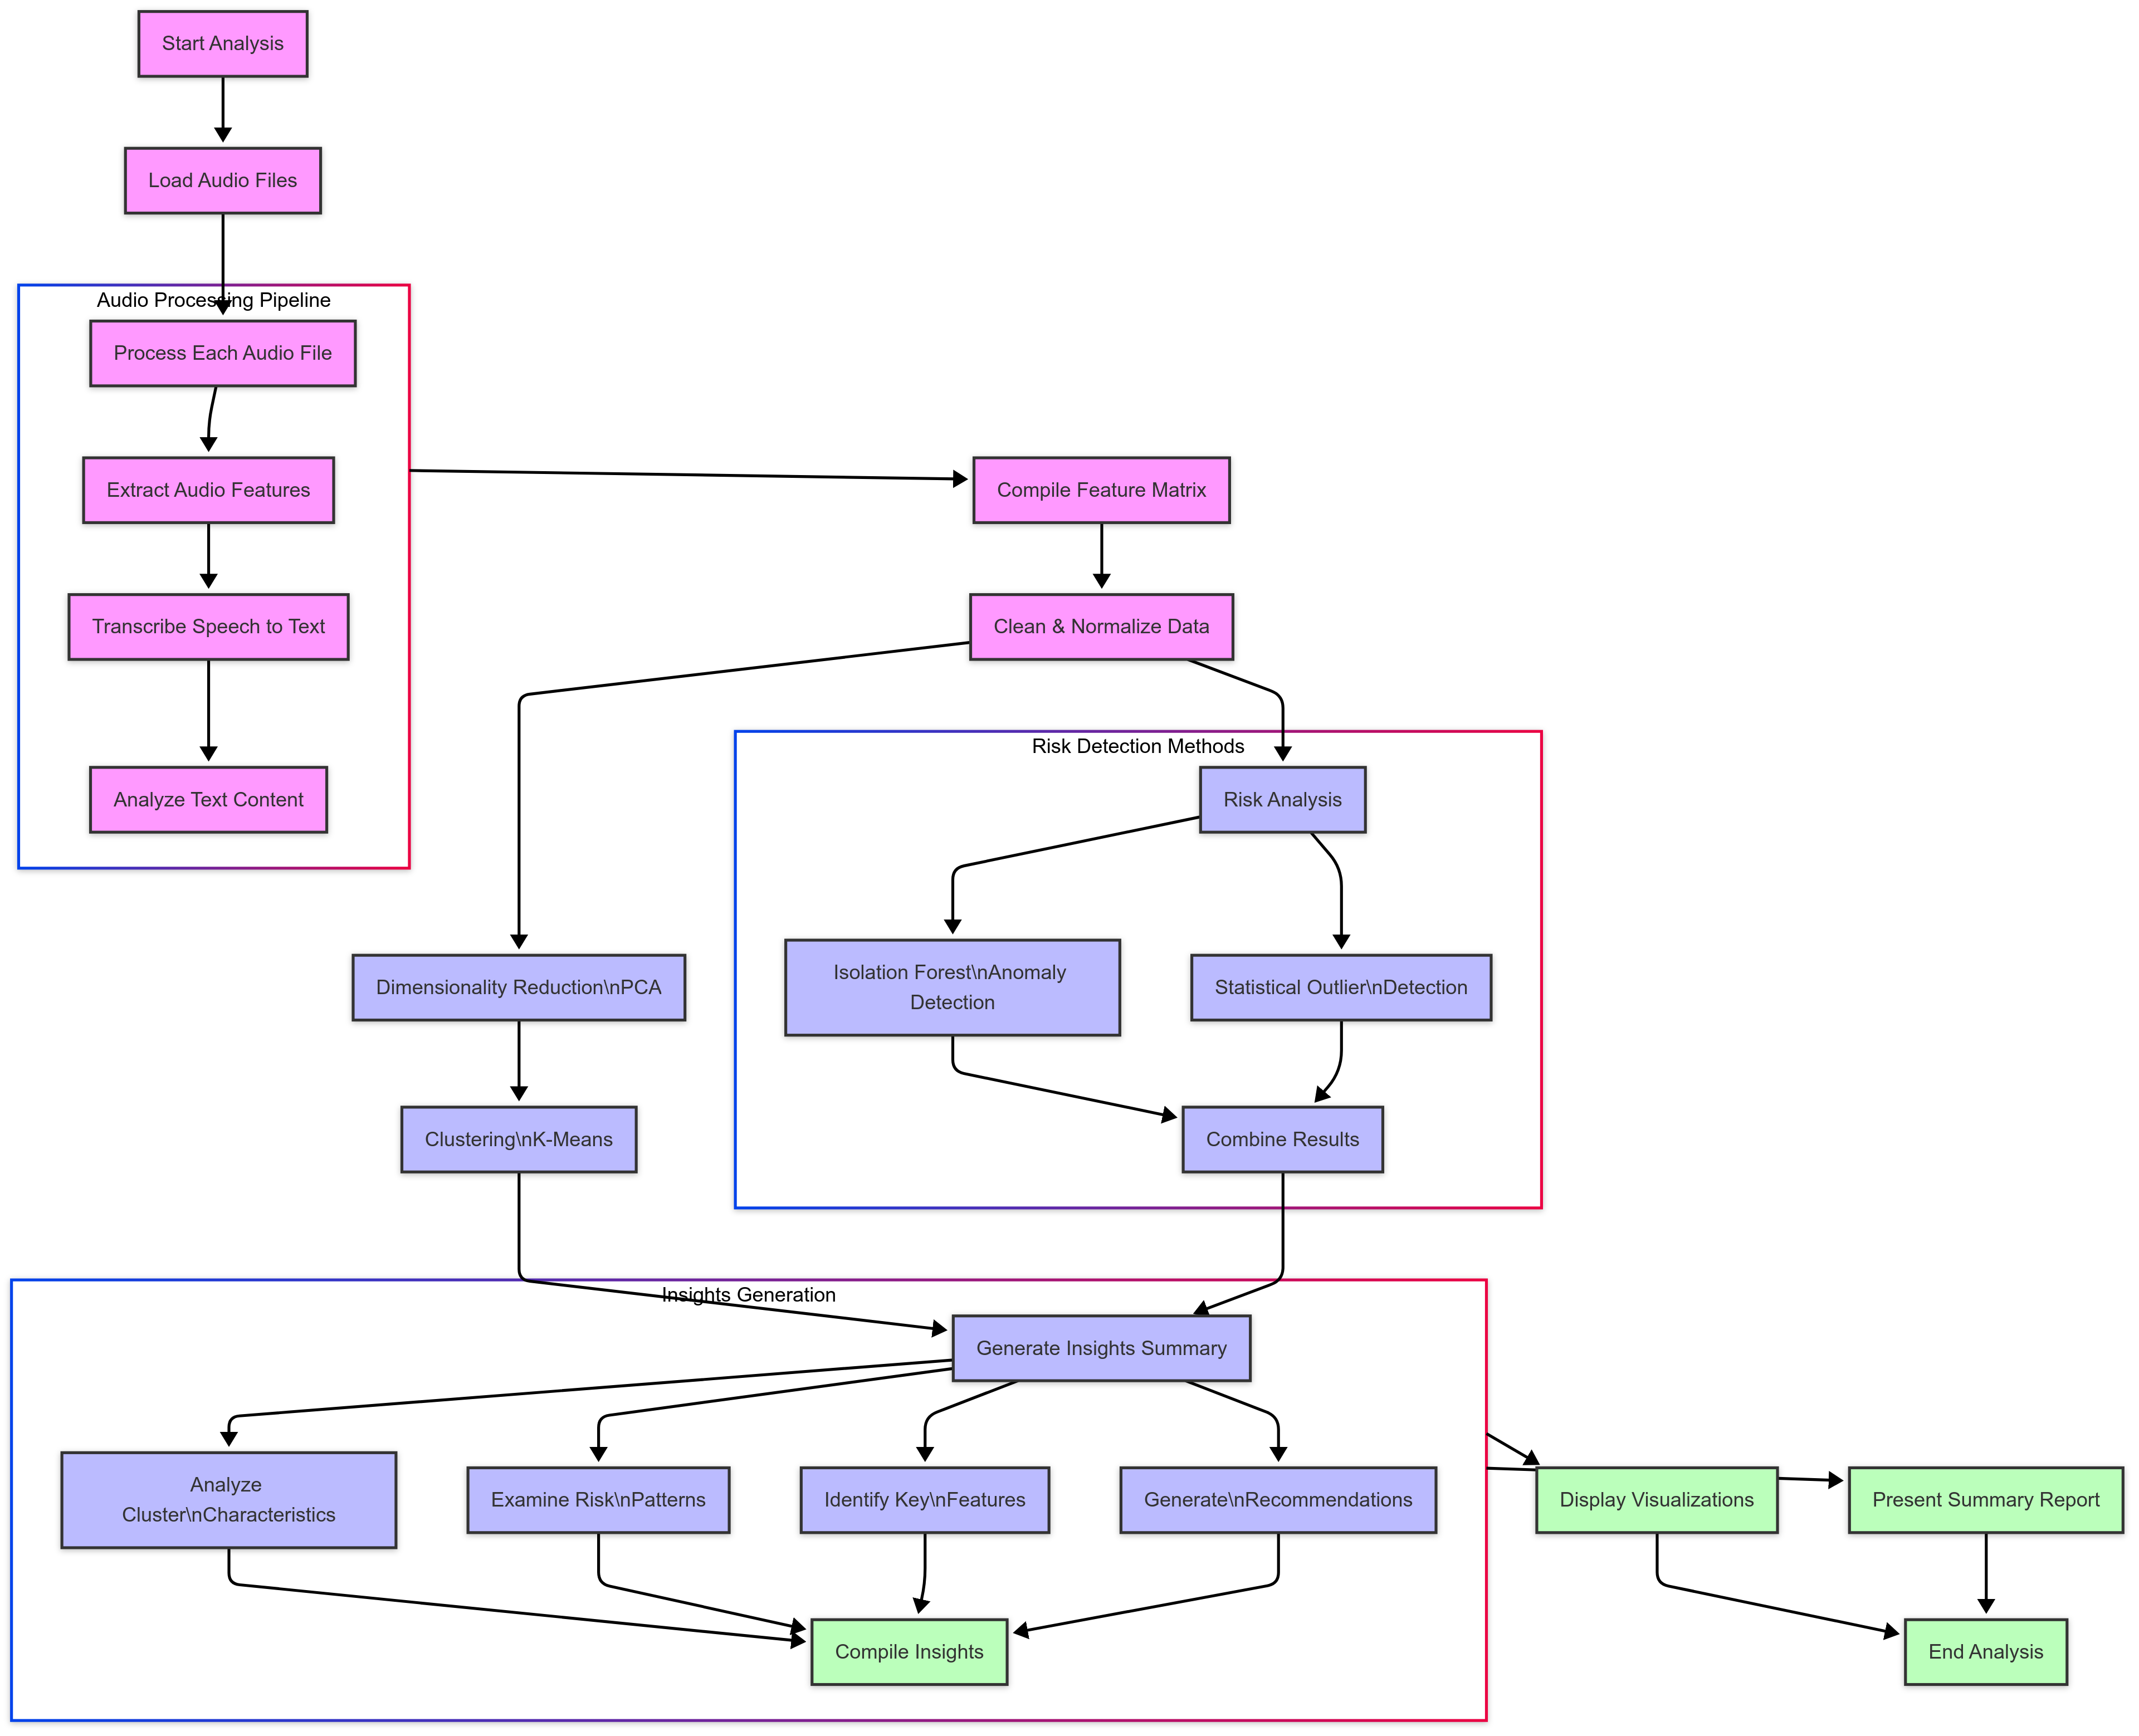 Start Analysis
Load Audio Files
Audio Processing Pipeline
Process Each Audio File
Extract Audio Features
Compile Feature Matrix
Transcribe Speech to Text
Clean & Normalize Data
Risk Detection Methods
Analyze Text Content
Risk Analysis
Dimensionality Reduction\nPCA
Isolation Forest\nAnomaly
Detection
Statistical Outlier\nDetection
Clustering\nK-Means
Combine Results
Insights Generation
Generate Insights Summary
Analyze
Cluster\nCharacteristics
Examine Risk\nPatterns
Identify Key\nFeatures
Generate\nRecommendations
Display Visualizations
Present Summary Report
Compile Insights
End Analysis